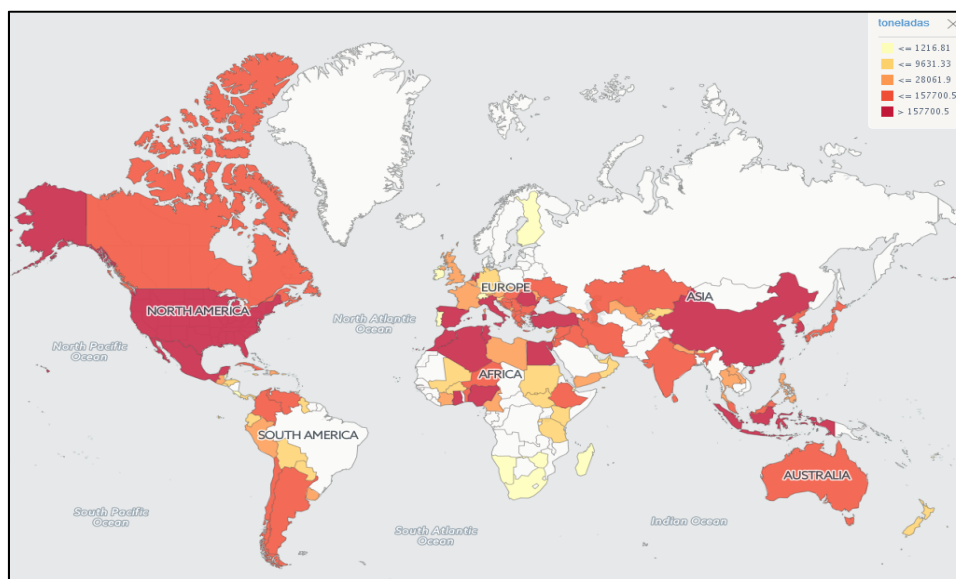 toneladas
<= 1216.81
<= 9631.33
<= 28061.9
<= 157700.5
> 157700.5
EUROPE
ASIA
NORTH AMERICA
North Atlantic
Ocean
North Pacific
Ocean
AFRICA
SOUTH AMERICA
AUSTRALIA
South Pacific
Ocean
South Atlantic
Ocean
Indian Ocean